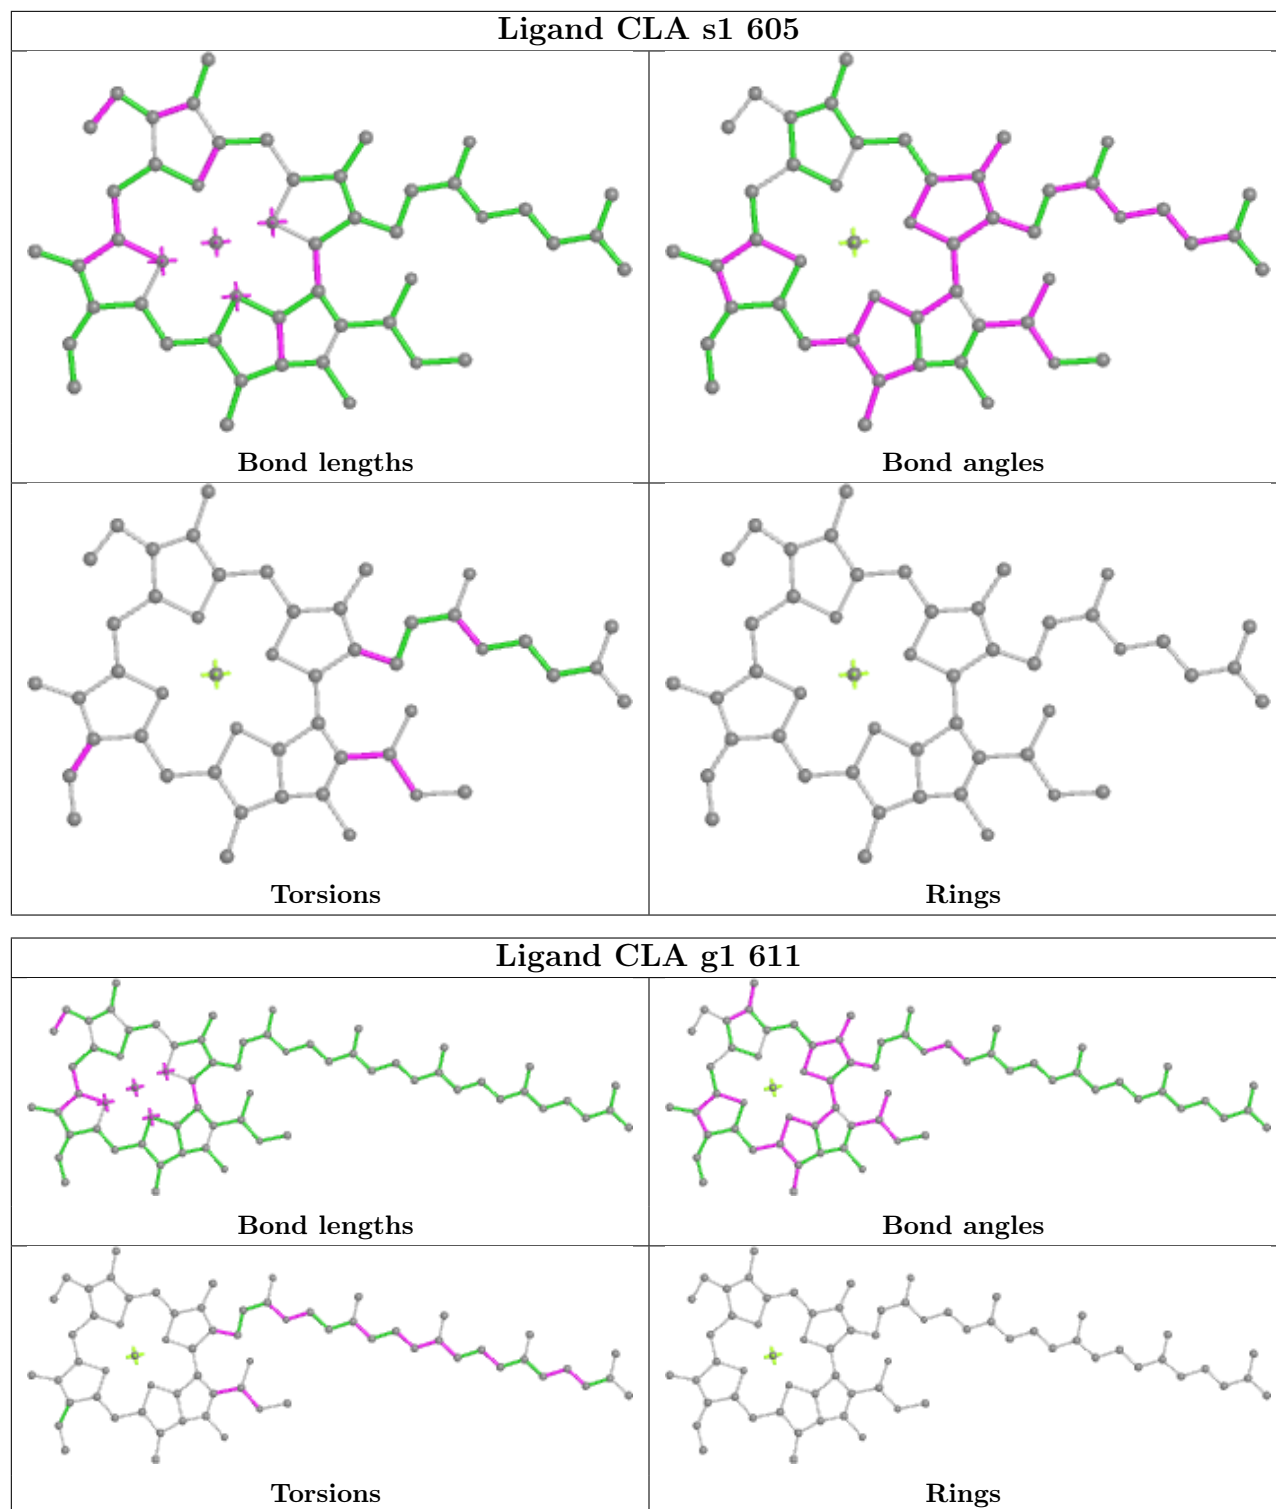 Ligand CLA s1 605
Bond lengths
Bond angles
Torsions
Rings
Ligand CLA g1 611
Bond lengths
Bond angles
Torsions
Rings